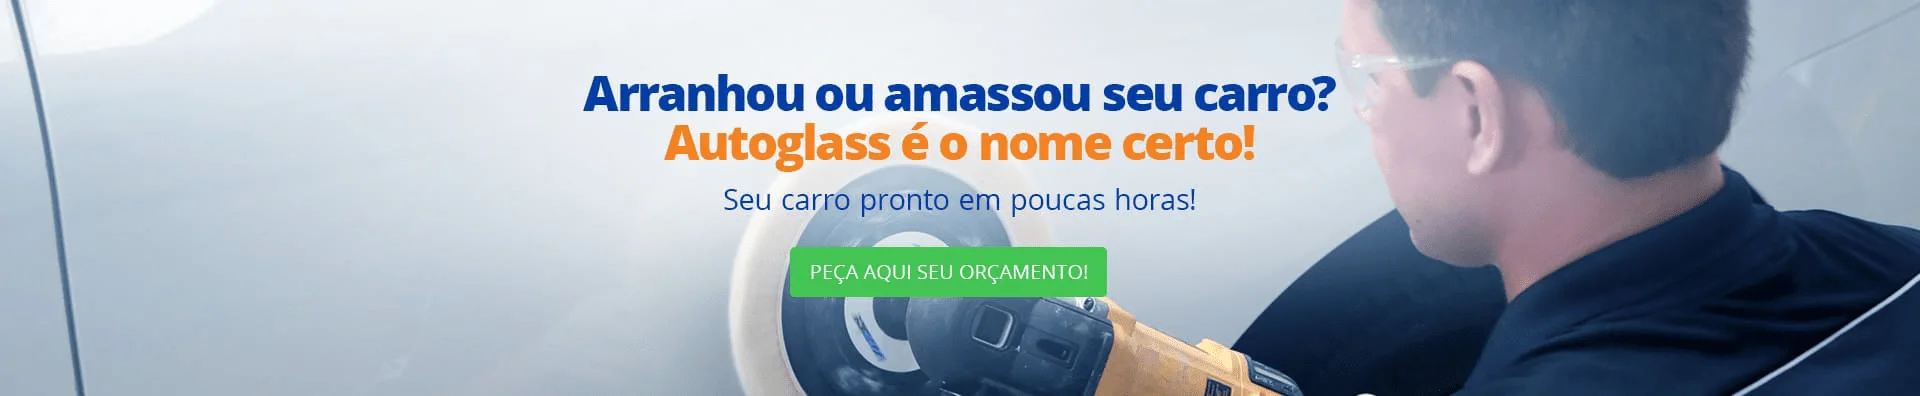 Arranhou ou amassou seu carro?
Autoglass é o nome certo!
Seu carro pronto em poucas horas!
PEÇA AQUI SEU ORÇAMENTO!